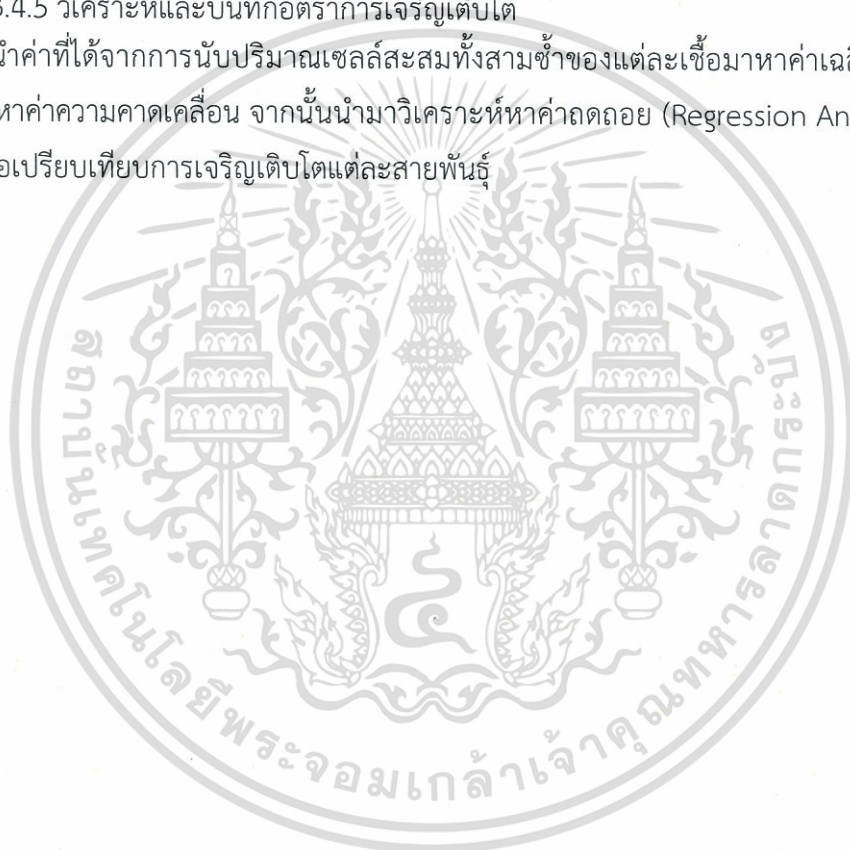 3.4.5 วิเคราะห์และบันทึกอัตราการเจริญเติบโต
นำค่าที่ได้จากการนับปริมาณเซลล์สะสมทั้งสามซ้ำของแต่ละเชื้อมาหาค่าเฉลี่
หาค่าความคาดเคลื่อน จากนั้นนำมาวิเคราะห์หาค่าถดถอย (Regression An
อเปรียบเทียบการเจริญเติบโตแต่ละสายพันธุ์
สถาบันเทคโนโลยีพระจอมเกล้าเจ้าคุณทหารลาดกระบัง